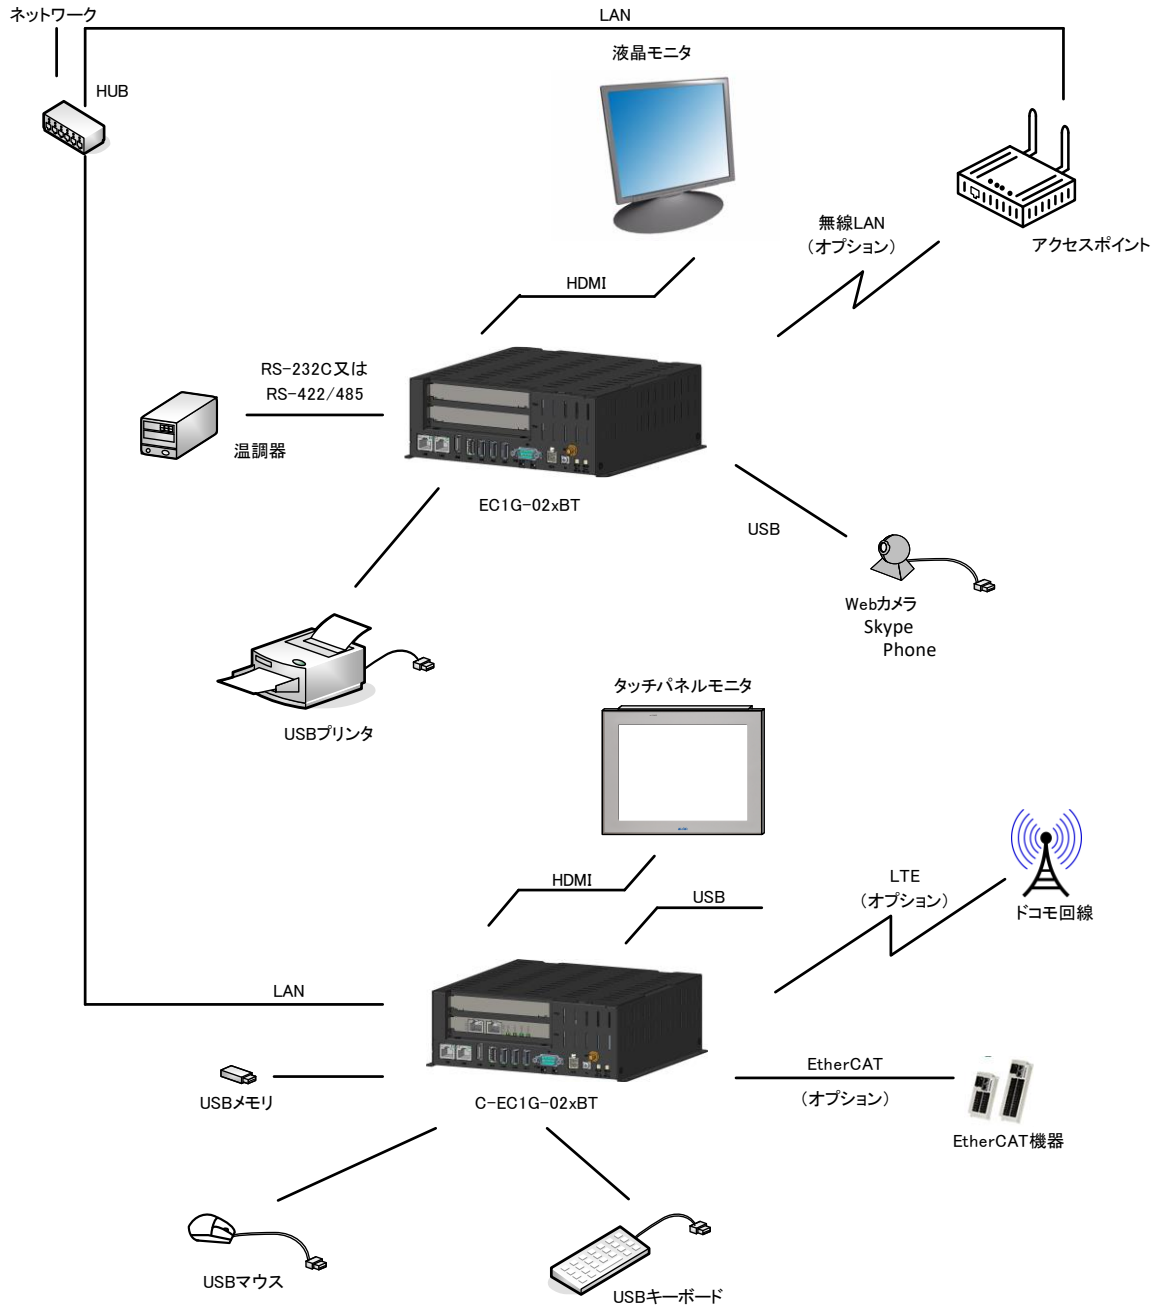 ネットワーク
LAN
HUB
液晶モニタ
無線LAN
（オプション）
アクセスポイント
HDMI
RS-232C又は
RS-422/485
温調器
EC1G-02xBT
USB
Webカメラ
Skype
Phone
USBプリンタ
タッチパネルモニタ
HDMI
USB
LTE
（オプション）
ドコモ回線
LAN
EtherCAT
（オプション）
USBメモリ
C-EC1G-02xBT
EtherCAT機器
USBマウス
USBキーボード